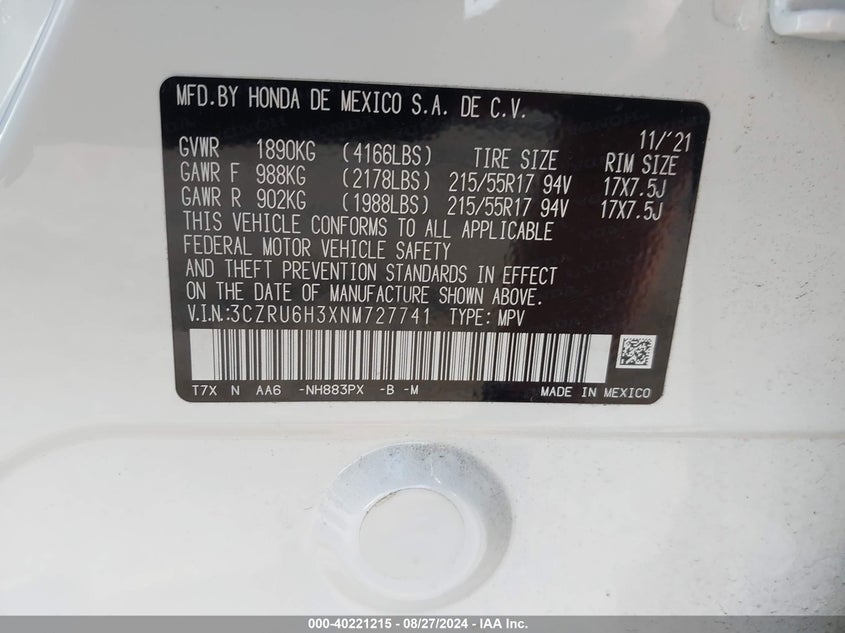 MFD.BY HONDA DE MEXICO S.A. DE C.V.
11/'21
GVWR 1890KG (4166LBS) TIRE SIZE RIM SIZE
GAWR F 988KG (2178LBS) 215/55R17 94V 17X7.5J
GAWR R 902KG (1988LBS) 215/55R17 94V 17X7.5J
THIS VEHICLE CONFORMS TO ALL APPLICABLE
FEDERAL MOTOR VEHICLE SAFETY
AND THEFT PREVENTION STANDARDS IN EFFECT
ON THE DATE OF MANUFACTURE SHOWN ABOVE.
V.I.N.:3CZRU6H3XNM727741 TYPE: MPV
T7X N AA6 -NH883PX -B -M MADE IN MEXICO
000-40221215 - 08/27/2024 - IAA Inc.